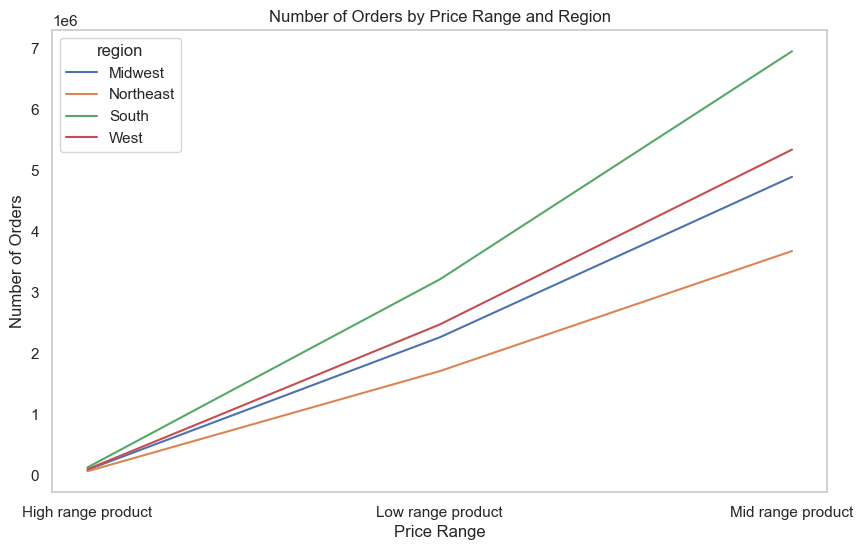 Number of Orders by Price Range and Region
1e6
region
Midwest
Northeast
South
West
7
6
5
4
3
2
1
0
Number of Orders
High range product Low range product Mid range product
Price Range